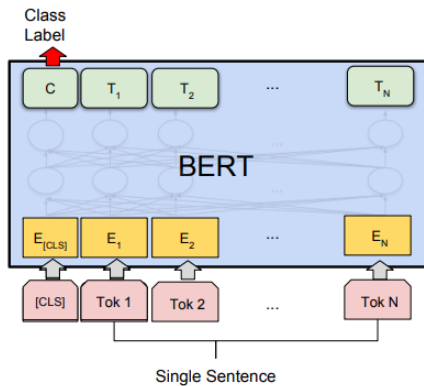 Class
Label
C T1 T2 ... TN
...
BERT
...
E[CLS] E1 E2 ... EN
[CLS] Tok 1 Tok 2 ... Tok N
Single Sentence